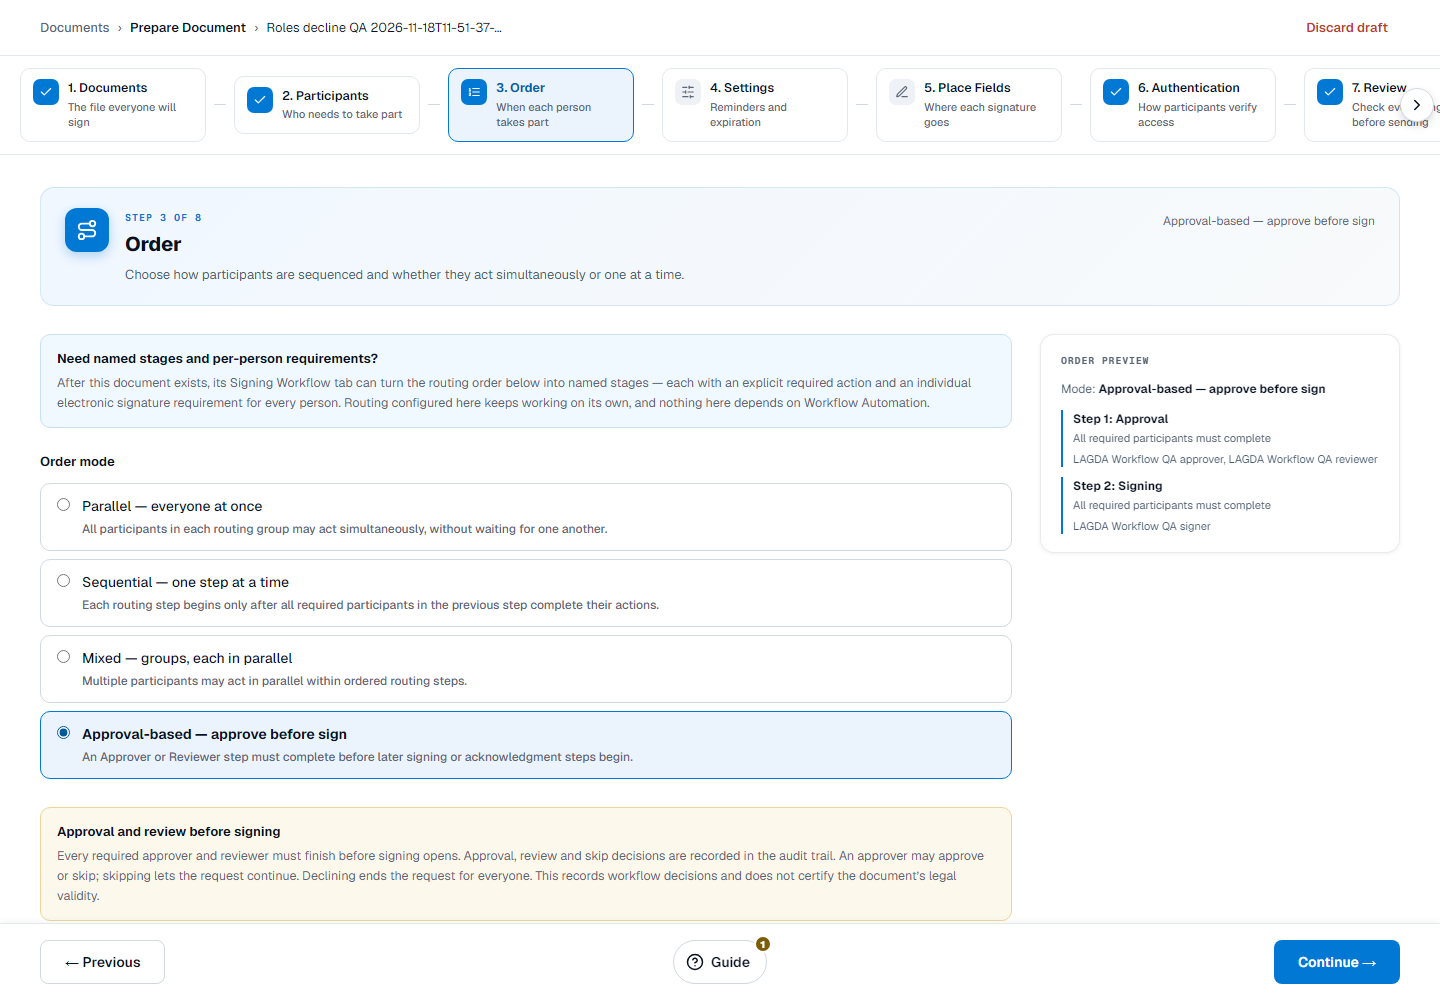 Documents › Prepare Document › Roles decline QA 2026-11-18T11-51-37-...
Discard draft
1. Documents
The file everyone will
sign
2. Participants
Who needs to take part
3. Order
When each person
takes part
4. Settings
Reminders and
expiration
5. Place Fields
Where each signature
goes
6. Authentication
How participants verify
access
7. Review
Check
before sending
STEP 3 OF 8
Order
Choose how participants are sequenced and whether they act simultaneously or one at a time.
Approval-based — approve before sign
Need named stages and per-person requirements?
After this document exists, its Signing Workflow tab can turn the routing order below into named stages — each with an explicit required action and an individual
electronic signature requirement for every person. Routing configured here keeps working on its own, and nothing here depends on Workflow Automation.
Order mode
Parallel — everyone at once
All participants in each routing group may act simultaneously, without waiting for one another.
Sequential — one step at a time
Each routing step begins only after all required participants in the previous step complete their actions.
Mixed — groups, each in parallel
Multiple participants may act in parallel within ordered routing steps.
Approval-based — approve before sign
An Approver or Reviewer step must complete before later signing or acknowledgment steps begin.
Approval and review before signing
Every required approver and reviewer must finish before signing opens. Approval, review and skip decisions are recorded in the audit trail. An approver may approve
or skip; skipping lets the request continue. Declining ends the request for everyone. This records workflow decisions and does not certify the document's legal
validity.
ORDER PREVIEW
Mode: Approval-based — approve before sign
Step 1: Approval
All required participants must complete
LAGDA Workflow QA approver, LAGDA Workflow QA reviewer
Step 2: Signing
All required participants must complete
LAGDA Workflow QA signer
← Previous
Guide
1
Continue →